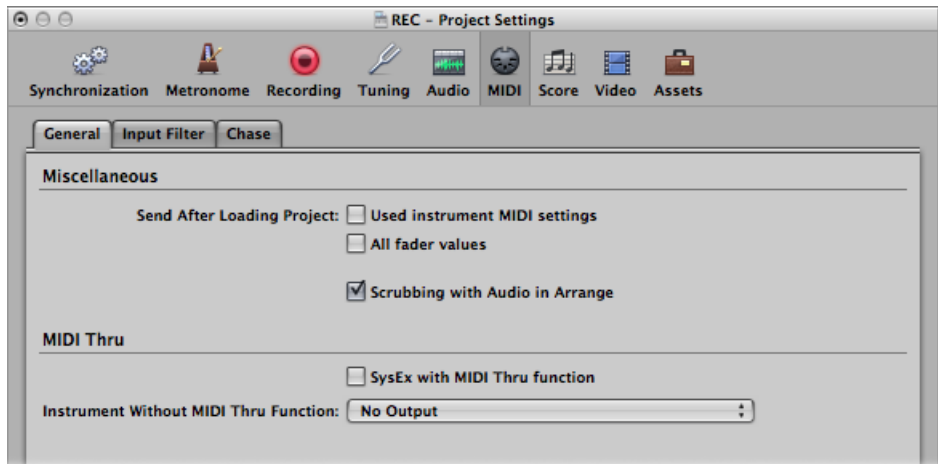 REC – Project Settings
Synchronization Metronome Recording Tuning Audio MIDI Score Video Assets
General Input Filter Chase
Miscellaneous
Send After Loading Project: Used instrument MIDI settings
All fader values
Scrubbing with Audio in Arrange
MIDI Thru
SysEx with MIDI Thru function
Instrument Without MIDI Thru Function: No Output